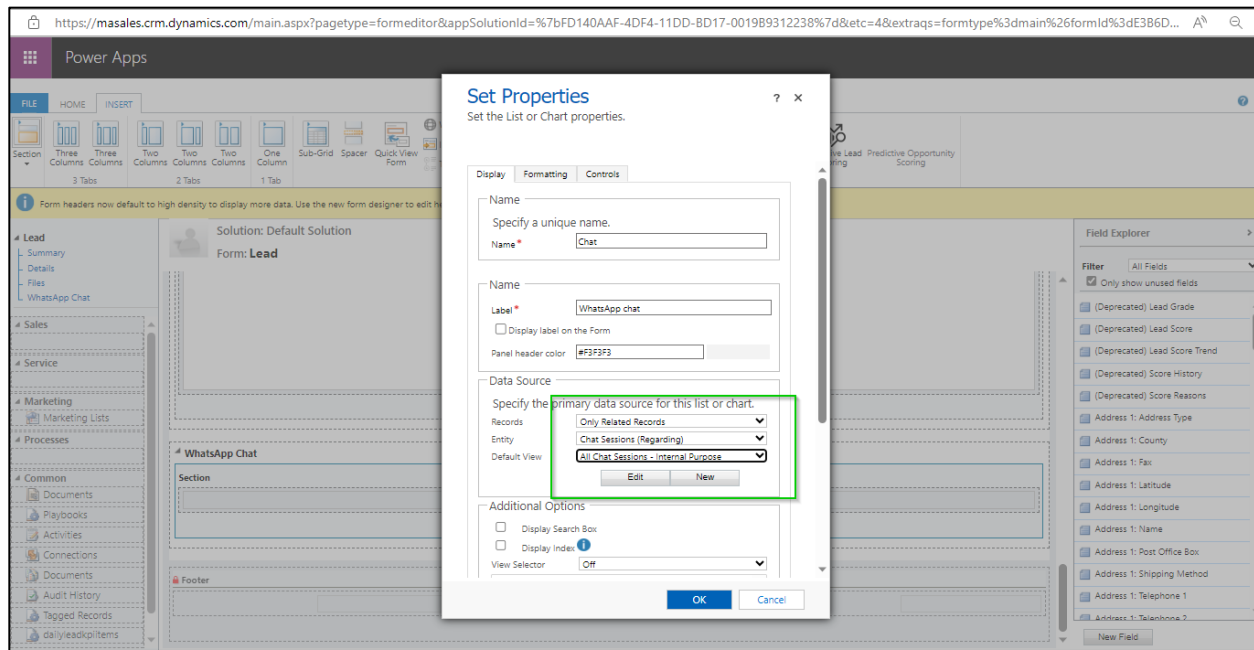 https://masales.crm.dynamics.com/main.aspx?pagetype=formeditor&appSolutionId=%7bFD140AAF-4DF4-11DD-BD17-0019B9312238%7d&etc=4&extraqs=formtype%3dmain%26formId%3dE3B6D...
Power Apps
FILE HOME INSERT
Section
Three Columns
Three Columns
Two Columns
Two Columns
Two Columns
One Column
Sub-Grid
Spacer
Quick View Form
Lead
Predictive Opportunity Scoring
3 Tabs
2 Tabs
1 Tab
Form headers now default to high density to display more data. Use the new form designer to edit
Lead
Summary
Details
Files
WhatsApp Chat
Sales
Service
Marketing
Marketing Lists
Processes
Common
Documents
Playbooks
Activities
Connections
Documents
Audit History
Tagged Records
dailyleadkpiitems
Solution: Default Solution
Form: Lead
WhatsApp Chat
Section
Footer
Set Properties
? ×
Set the List or Chart properties.
Display Formatting Controls
Name
Specify a unique name.
Name* Chat
Name
Label* WhatsApp chat
Display label on the Form
Panel header color #F3F3F3
Data Source
Specify the primary data source for this list or chart.
Records Only Related Records
Entity Chat Sessions (Regarding)
Default View All Chat Sessions - Internal Purpose
Edit New
Additional Options
Display Search Box
Display Index
View Selector Off
OK Cancel
Field Explorer
Filter All Fields
Only show unused fields
(Deprecated) Lead Grade
(Deprecated) Lead Score
(Deprecated) Lead Score Trend
(Deprecated) Score History
(Deprecated) Score Reasons
Address 1: Address Type
Address 1: County
Address 1: Fax
Address 1: Latitude
Address 1: Longitude
Address 1: Name
Address 1: Post Office Box
Address 1: Shipping Method
Address 1: Telephone 1
Address 1: Telephone 2
New Field